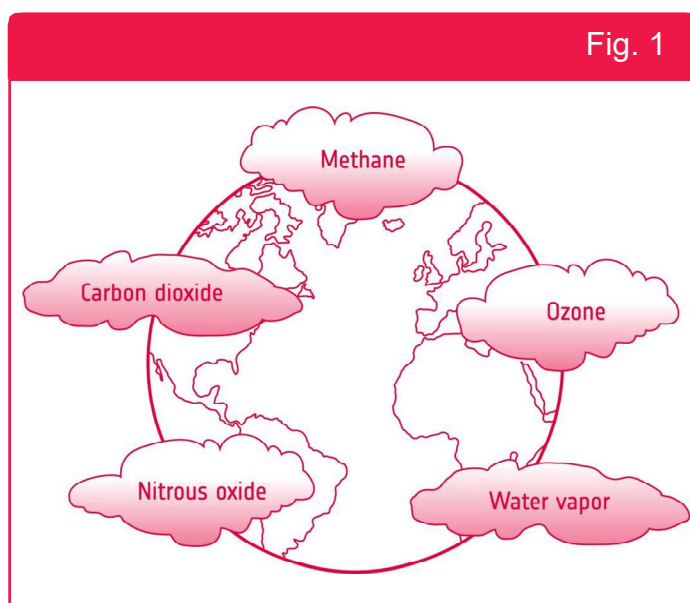 Fig. 1
Methane
Carbon dioxide
Ozone
Nitrous oxide
Water vapor